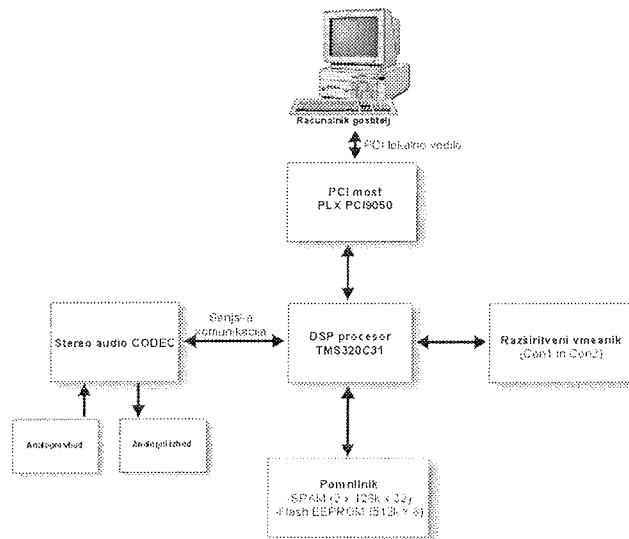 Računalnik gostitelj
PCI lokalno vodilo
PCI most
PLX PCI9050
Serijska
komunikacija
Stereo audio CODEC
DSP procesor
TMS320C31
Razširitveni vmesnik
(Con1 in Con2)
Analogni vhod
Analogni izhod
Pomnilnik
-SRAM (2 x 128k x 32)
-Flash EEPROM (512k x 8)